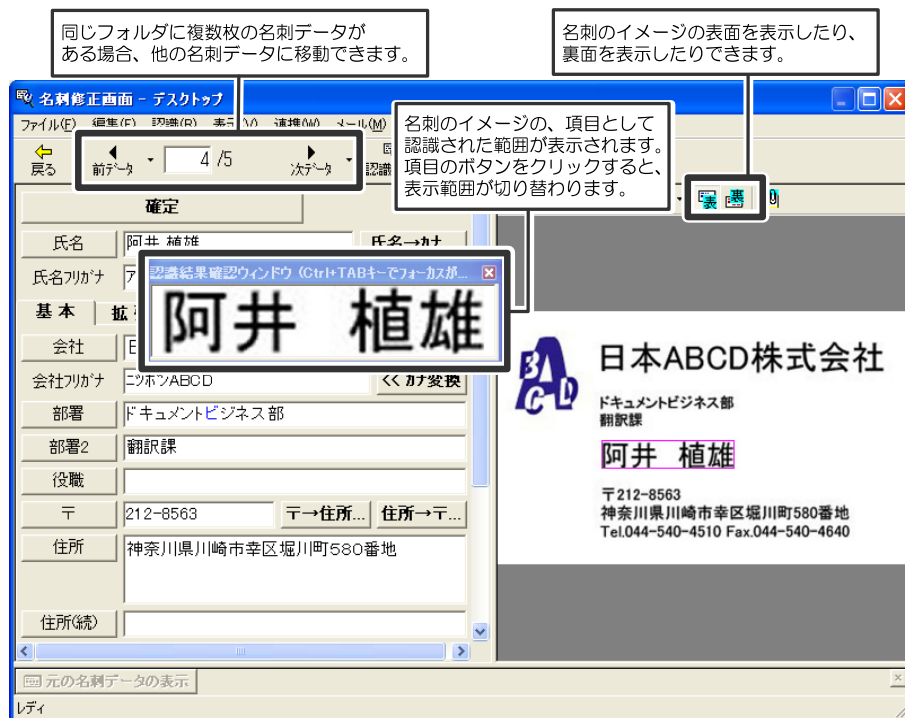 同じフォルダに複数枚の名刺データが
ある場合、他の名刺データに移動できます。
名刺のイメージの表面を表示したり、
裏面を表示したりできます。
名刺修正画面 - デスクトップ
ファイル(F) 編集(E) 認識(R) 連携(W) メール(M)
名刺のイメージの、項目として
認識された範囲が表示されます。
項目のボタンをクリックすると、
表示範囲が切り替わります。
戻る 前データ 4 /5 次データ 認識
表 裏
確定
氏名 阿井 植雄 氏名→カナ
氏名フリガナ ア
認識結果確認ウィンドウ (Ctrl+TABキーでフォーカスが...
阿井 植雄
基本 拡
会社
会社フリガナ ニッポンABCD << カナ変換
部署 ドキュメントビジネス部
部署2 翻訳課
役職
〒 212-8563 〒→住所... 住所→〒...
住所 神奈川県川崎市幸区堀川町580番地
住所(続)
ABCD
日本ABCD株式会社
ドキュメントビジネス部
翻訳課
阿井 植雄
〒212-8563
神奈川県川崎市幸区堀川町580番地
Tel.044-540-4510 Fax.044-540-4640
元の名刺データの表示
レディ